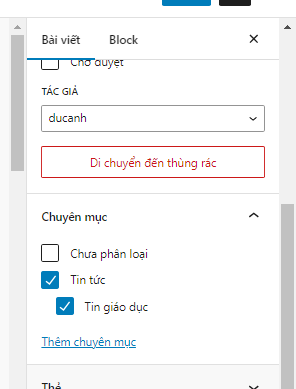 Bài viết Block
Chờ duyệt
TÁC GIẢ
ducanh
Di chuyển đến thùng rác
Chuyên mục
Chưa phân loại
Tin tức
Tin giáo dục
Thêm chuyên mục
Thẻ